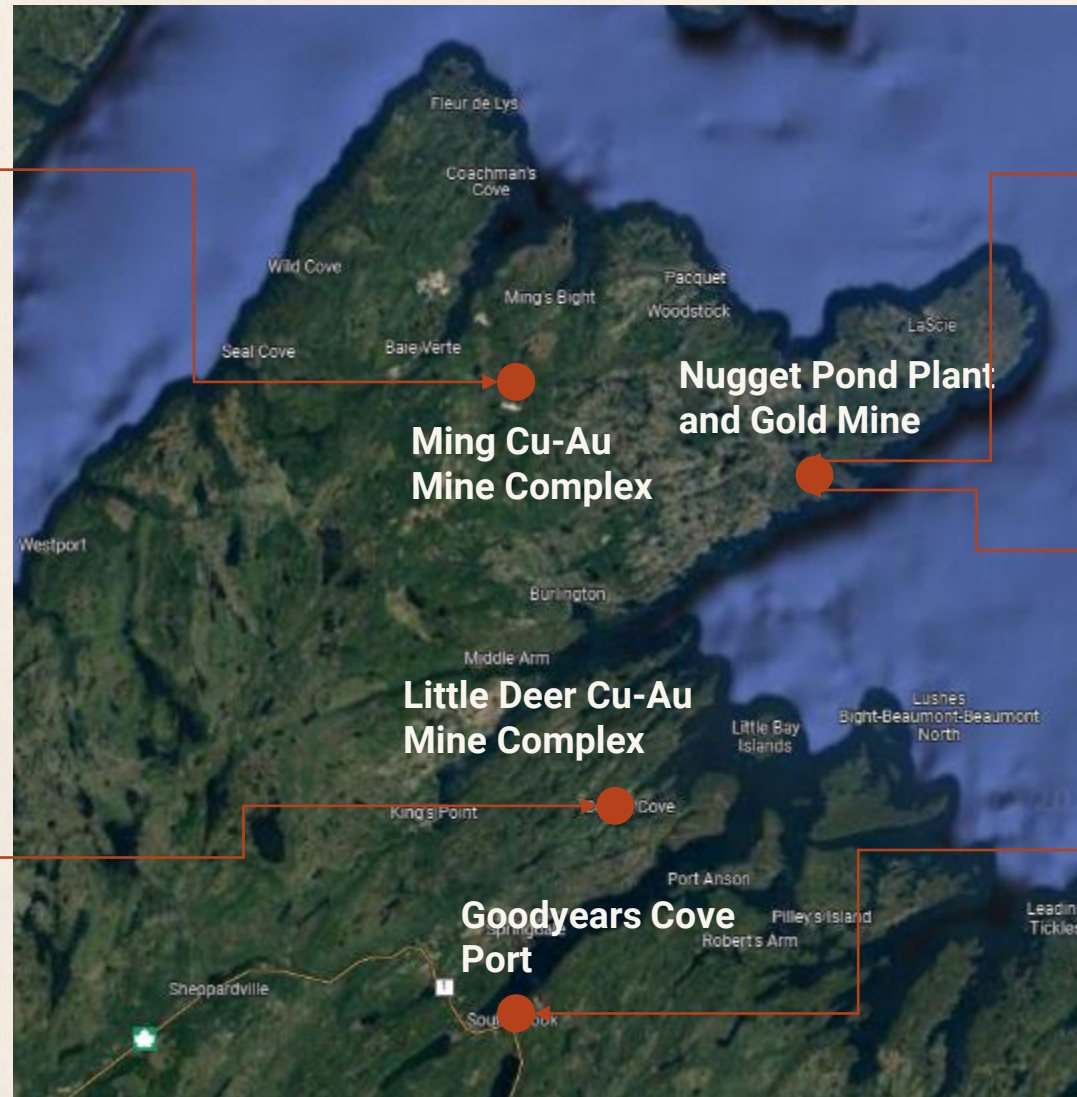 Fleur de Lys
Coachman's
Cove
Wild Cove
Pacquet
Ming's Bight
Woodstock
LaScie
Seal Cove
Baie Verte
Nugget Pond Plant
and Gold Mine
Ming Cu-Au
Mine Complex
Westport
Burlington
Middle Arm
Little Deer Cu-Au
Mine Complex
Lushes
Bight-Beaumont-Beaumont
North
Little Bay
Islands
King's Point
Cove
Port Anson
Goodyears Cove
Port
Springdale
Pilley's Island
Robert's Arm
Leadin
Tickles
Sheppardville
1